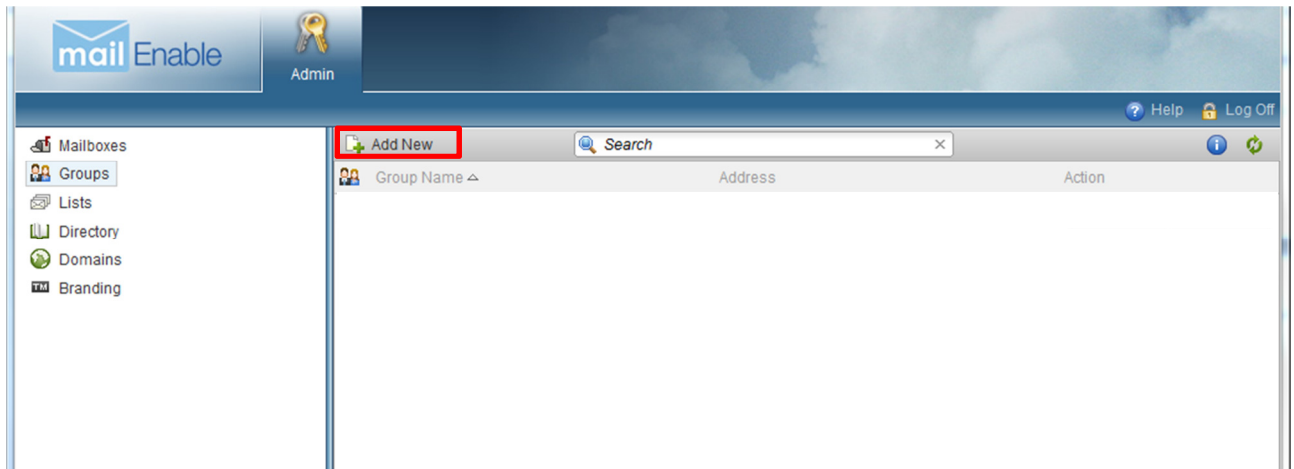 mail Enable
Admin
Help Log Off
Mailboxes
Groups
Lists
Directory
Domains
TM Branding
Add New
Search
Group Name Address Action